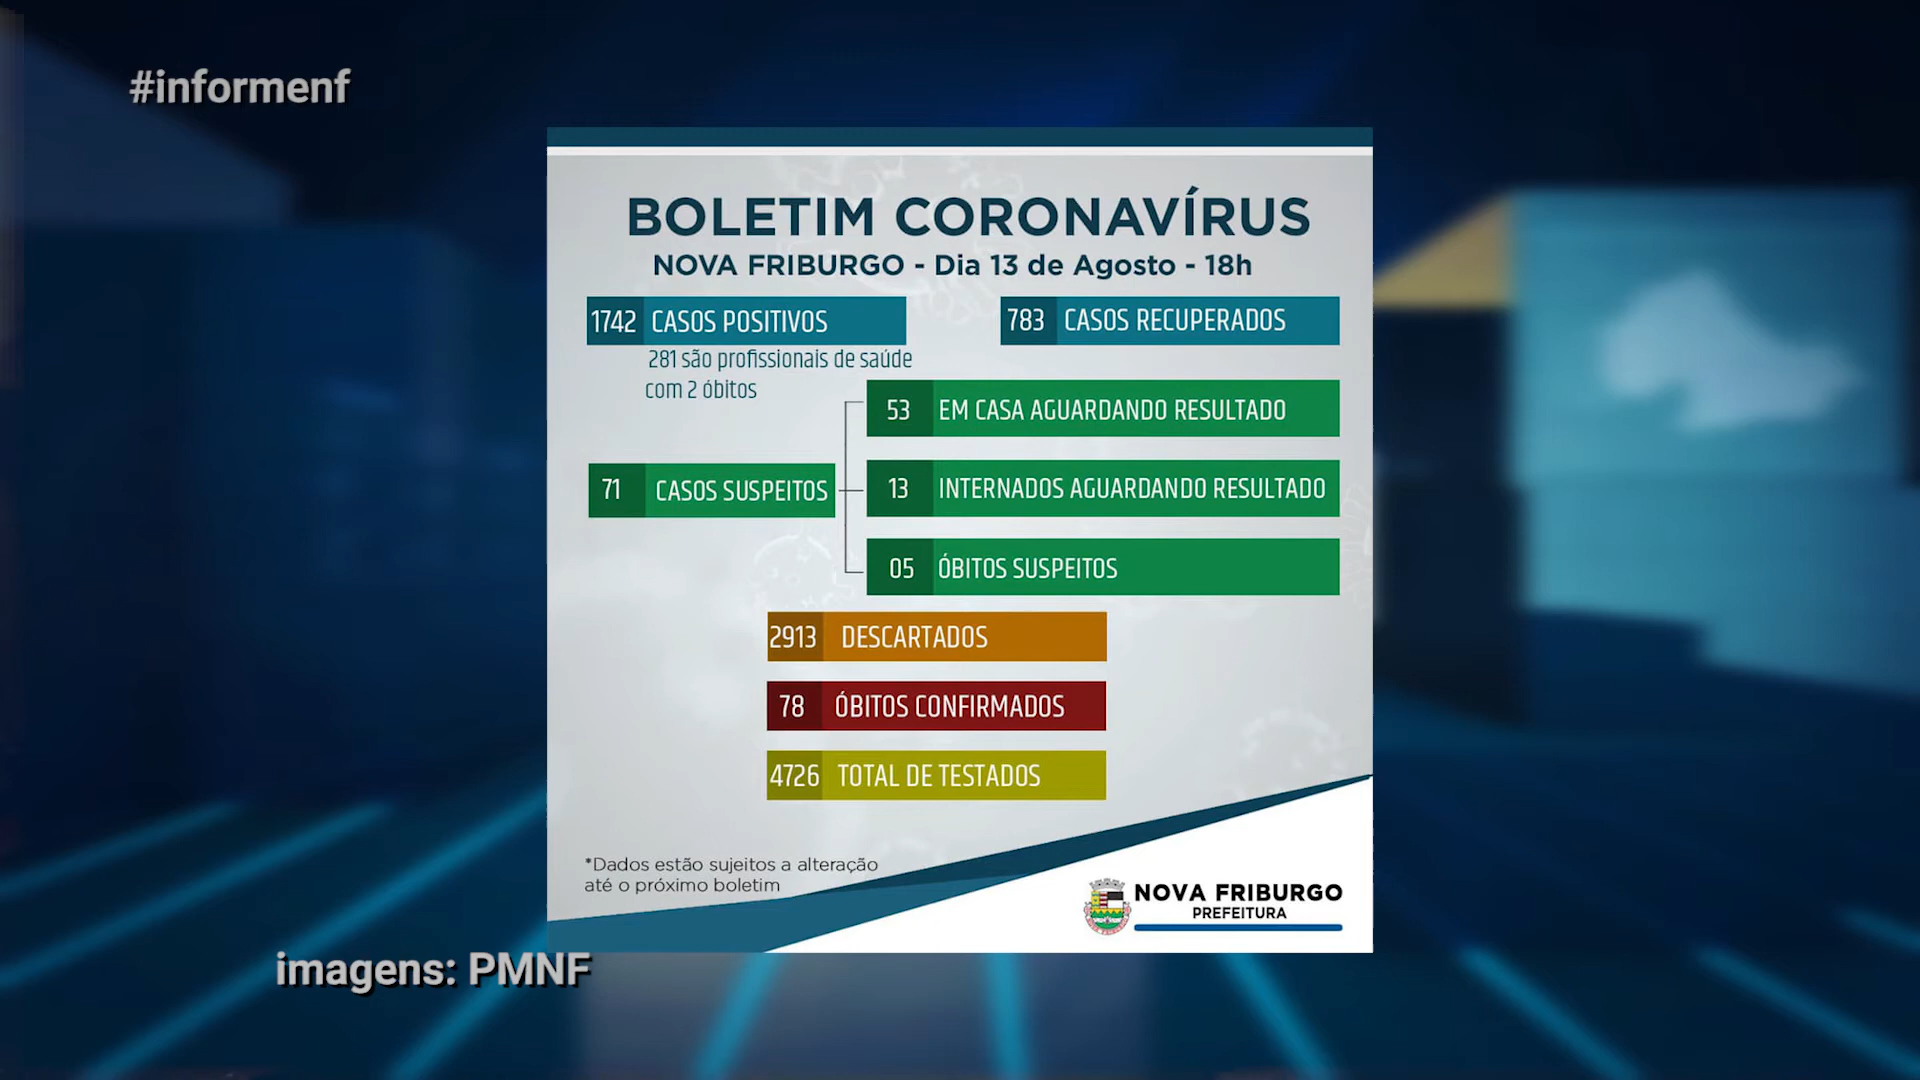 #informenf
BOLETIM CORONAVÍRUS
NOVA FRIBURGO - Dia 13 de Agosto - 18h
1742 CASOS POSITIVOS
281 são profissionais de saúde
com 2 óbitos
783 CASOS RECUPERADOS
71 CASOS SUSPEITOS
53 EM CASA AGUARDANDO RESULTADO
13 INTERNADOS AGUARDANDO RESULTADO
05 ÓBITOS SUSPEITOS
2913 DESCARTADOS
78 ÓBITOS CONFIRMADOS
4726 TOTAL DE TESTADOS
*Dados estão sujeitos a alteração
até o próximo boletim
NOVA FRIBURGO
PREFEITURA
imagens: PMNF